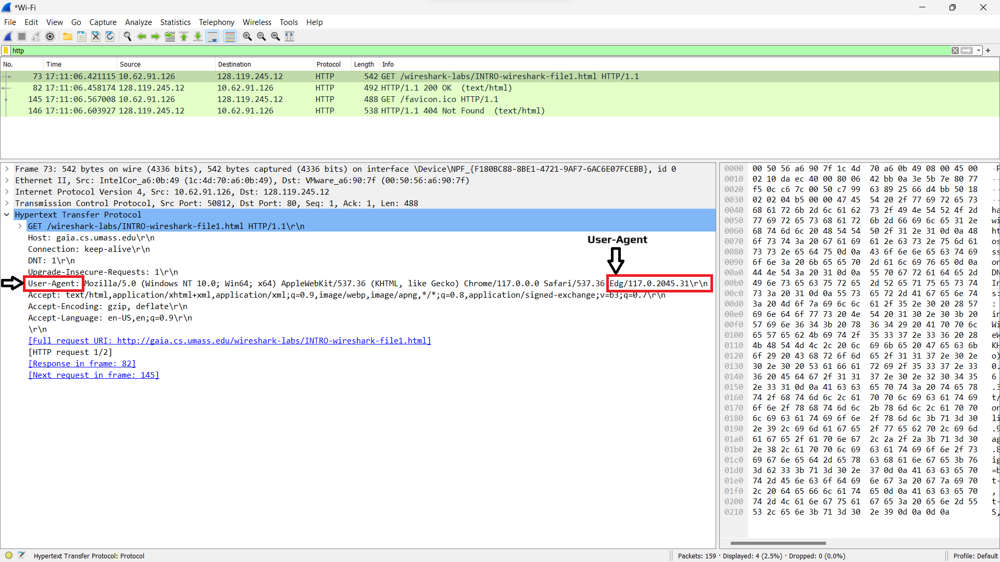 *Wi-Fi
File Edit View Go Capture Analyze Statistics Telephony Wireless Tools Help
http
No. Time Source Destination Protocol Length Info
73 17:11:06.421115 10.62.91.126 128.119.245.12 HTTP 542 GET /wireshark-labs/INTRO-wireshark-file1.html HTTP/1.1
82 17:11:06.458174 128.119.245.12 10.62.91.126 HTTP 492 HTTP/1.1 200 OK (text/html)
145 17:11:06.567008 10.62.91.126 128.119.245.12 HTTP 488 GET /favicon.ico HTTP/1.1
146 17:11:06.603927 128.119.245.12 10.62.91.126 HTTP 538 HTTP/1.1 404 Not Found (text/html)
Frame 73: 542 bytes on wire (4336 bits), 542 bytes captured (4336 bits) on interface \Device\NPF_{F180BC88-8BE1-4721-9AF7-6AC6E07FCEBB}, id 0
Ethernet II, Src: IntelCor_a6:0b:49 (1c:4d:70:a6:0b:49), Dst: VMware_a6:90:7f (00:50:56:a6:90:7f)
Internet Protocol Version 4, Src: 10.62.91.126, Dst: 128.119.245.12
Transmission Control Protocol, Src Port: 50812, Dst Port: 80, Seq: 1, Ack: 1, Len: 488
Hypertext Transfer Protocol
GET /wireshark-labs/INTRO-wireshark-file1.html HTTP/1.1\r\n
Host: gaia.cs.umass.edu\r\n
User-Agent
Connection: keep-alive\r\n
DNT: 1\r\n
Upgrade-Insecure-Requests: 1\r\n
User-Agent: Mozilla/5.0 (Windows NT 10.0; Win64; x64) AppleWebKit/537.36 (KHTML, like Gecko) Chrome/117.0.0.0 Safari/537.36 Edg/117.0.2045.31\r\n
Accept: text/html,application/xhtml+xml,application/xml;q=0.9,image/webp,image/apng,*/*;q=0.8,application/signed-exchange;v=b3;q=0.7\r\n
Accept-Encoding: gzip, deflate\r\n
Accept-Language: en-US,en;q=0.9\r\n
\r\n
[Full request URI: http://gaia.cs.umass.edu/wireshark-labs/INTRO-wireshark-file1.html]
[HTTP request 1/2]
[Response in frame: 82]
[Next request in frame: 145]
0000 00 50 56 a6 90 7f 1c 4d 70 a6 0b 49 08 00 45 00
0010 02 10 da ec 40 00 80 06 42 bb 0a 3e 5b 7e 80 77
0020 f5 0c c6 7c 00 50 c7 99 63 89 25 66 d4 bb 50 18
0030 02 02 04 b5 00 00 47 45 54 20 2f 77 69 72 65 73
0040 68 61 72 6b 2d 6c 61 62 73 2f 49 4e 54 52 4f 2d ha
0050 77 69 72 65 73 68 61 72 6b 2d 66 69 6c 65 31 2e wi
0060 68 74 6d 6c 20 48 54 54 50 2f 31 2e 31 0d 0a 48 ht
0070 6f 73 74 3a 20 67 61 69 61 2e 63 73 2e 75 6d 61 os
0080 73 73 2e 65 64 75 0d 0a 43 6f 6e 6e 65 63 74 69 ss
0090 6f 6e 3a 20 6b 65 65 70 2d 61 6c 69 76 65 0d 0a on
00a0 44 4e 54 3a 20 31 0d 0a 55 70 67 72 61 64 65 2d DN
00b0 49 6e 73 65 63 75 72 65 2d 52 65 71 75 65 73 74 In
00c0 73 3a 20 31 0d 0a 55 73 65 72 2d 41 67 65 6e 74 s:
00d0 3a 20 4d 6f 7a 69 6c 6c 61 2f 35 2e 30 20 28 57 :
00e0 69 6e 64 6f 77 73 20 4e 54 20 31 30 2e 30 3b 20 in
00f0 57 69 6e 36 34 3b 20 78 36 34 29 20 41 70 70 6c Wi
0100 65 57 65 62 4b 69 74 2f 35 33 37 2e 33 36 20 28 eW
0110 4b 48 54 4d 4c 2c 20 6c 69 6b 65 20 47 65 63 6b KH
0120 6f 29 20 43 68 72 6f 6d 65 2f 31 31 37 2e 30 2e o)
0130 30 2e 30 20 53 61 66 61 72 69 2f 35 33 37 2e 33 0.
0140 36 20 45 64 67 2f 31 31 37 2e 30 2e 32 30 34 35 6
0150 2e 33 31 0d 0a 41 63 63 65 70 74 3a 20 74 65 78 .3
0160 74 2f 68 74 6d 6c 2c 61 70 70 6c 69 63 61 74 69 t/
0170 6f 6e 2f 78 68 74 6d 6c 2b 78 6d 6c 2c 61 70 70 on
0180 6c 69 63 61 74 69 6f 6e 2f 78 6d 6c 3b 71 3d 30 li
0190 2e 39 2c 69 6d 61 67 65 2f 77 65 62 70 2c 69 6d .9
01a0 61 67 65 2f 61 70 6e 67 2c 2a 2f 2a 3b 71 3d 30 ag
01b0 2e 38 2c 61 70 70 6c 69 63 61 74 69 6f 6e 2f 73 .8
01c0 69 67 6e 65 64 2d 65 78 63 68 61 6e 67 65 3b 76 ig
01d0 3d 62 33 3b 71 3d 30 2e 37 0d 0a 41 63 63 65 70 =b
01e0 74 2d 45 6e 63 6f 64 69 6e 67 3a 20 67 7a 69 70 t-
01f0 2c 20 64 65 66 6c 61 74 65 0d 0a 41 63 63 65 70 ,
0200 74 2d 4c 61 6e 67 75 61 67 65 3a 20 65 6e 2d 55 t-
0210 53 2c 65 6e 3b 71 3d 30 2e 39 0d 0a 0d 0a S,
Hypertext Transfer Protocol: Protocol
Packets: 159 · Displayed: 4 (2.5%) · Dropped: 0 (0.0%)
Profile: Default